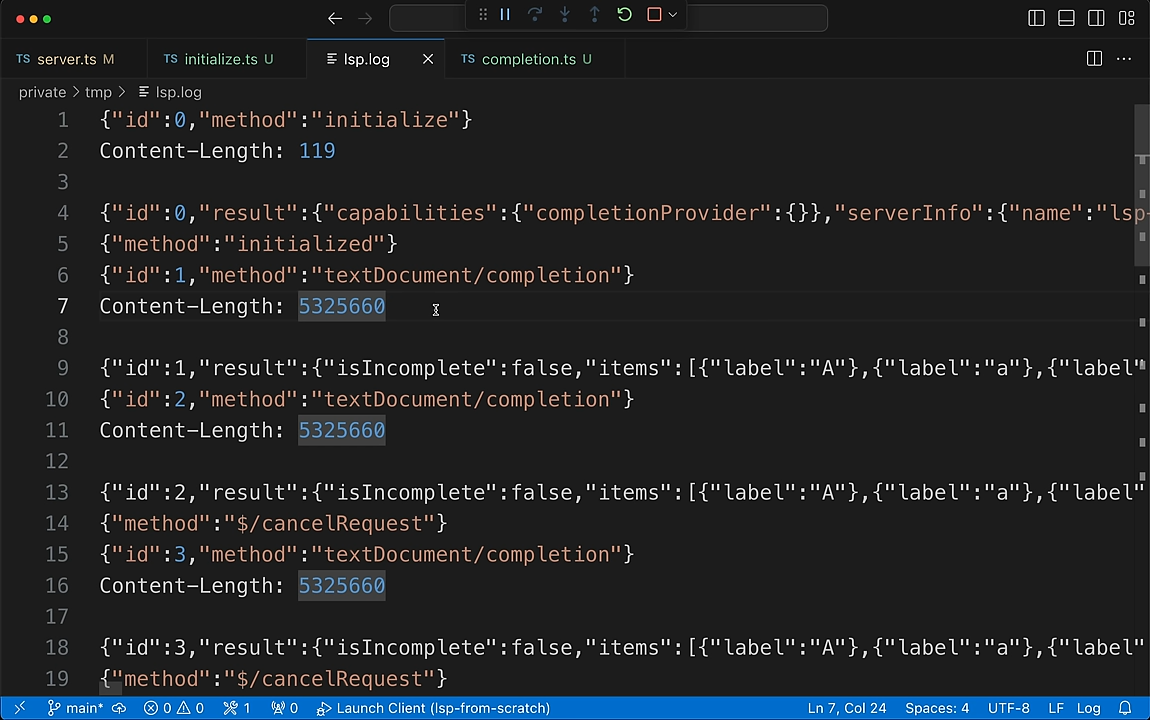 TS server.ts M
TS initialize.ts U
lsp.log
TS completion.ts U
private > tmp > lsp.log
1 {"id":0,"method":"initialize"}
2 Content-Length: 119
3
4 {"id":0,"result":{"capabilities":{"completionProvider":{}},"serverInfo":{"name":"lsp-
5 {"method":"initialized"}
6 {"id":1,"method":"textDocument/completion"}
7 Content-Length: 5325660
8
9 {"id":1,"result":{"isIncomplete":false,"items":[{"label":"A"},{"label":"a"},{"label"
10 {"id":2,"method":"textDocument/completion"}
11 Content-Length: 5325660
12
13 {"id":2,"result":{"isIncomplete":false,"items":[{"label":"A"},{"label":"a"},{"label"
14 {"method":"$/cancelRequest"}
15 {"id":3,"method":"textDocument/completion"}
16 Content-Length: 5325660
17
18 {"id":3,"result":{"isIncomplete":false,"items":[{"label":"A"},{"label":"a"},{"label"
19 {"method":"$/cancelRequest"}
main* 0 0 1 0 Launch Client (lsp-from-scratch) Ln 7, Col 24 Spaces: 4 UTF-8 LF Log